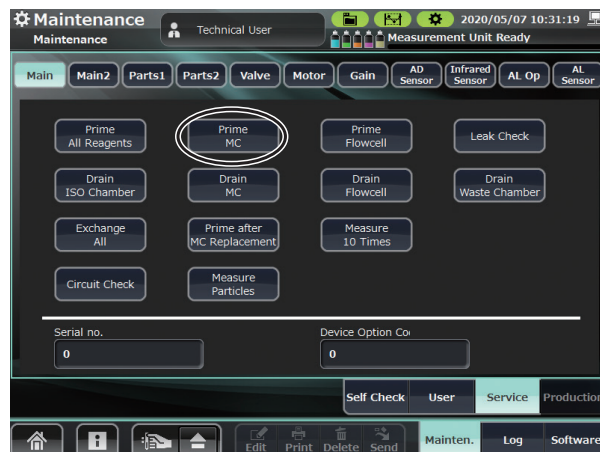 Maintenance
Maintenance
Technical User
2020/05/07 10:31:19
Measurement Unit Ready
Main
Main2
Parts1
Parts2
Valve
Motor
Gain
AD
Sensor
Infrared
Sensor
AL Op
AL
Sensor
Prime
All Reagents
Prime
MC
Prime
Flowcell
Leak Check
Drain
ISO Chamber
Drain
MC
Drain
Flowcell
Drain
Waste Chamber
Exchange
All
Prime after
MC Replacement
Measure
10 Times
Circuit Check
Measure
Particles
Serial no.
0
Device Option Co
0
Self Check
User
Service
Production
Edit
Print
Delete
Send
Mainten.
Log
Software